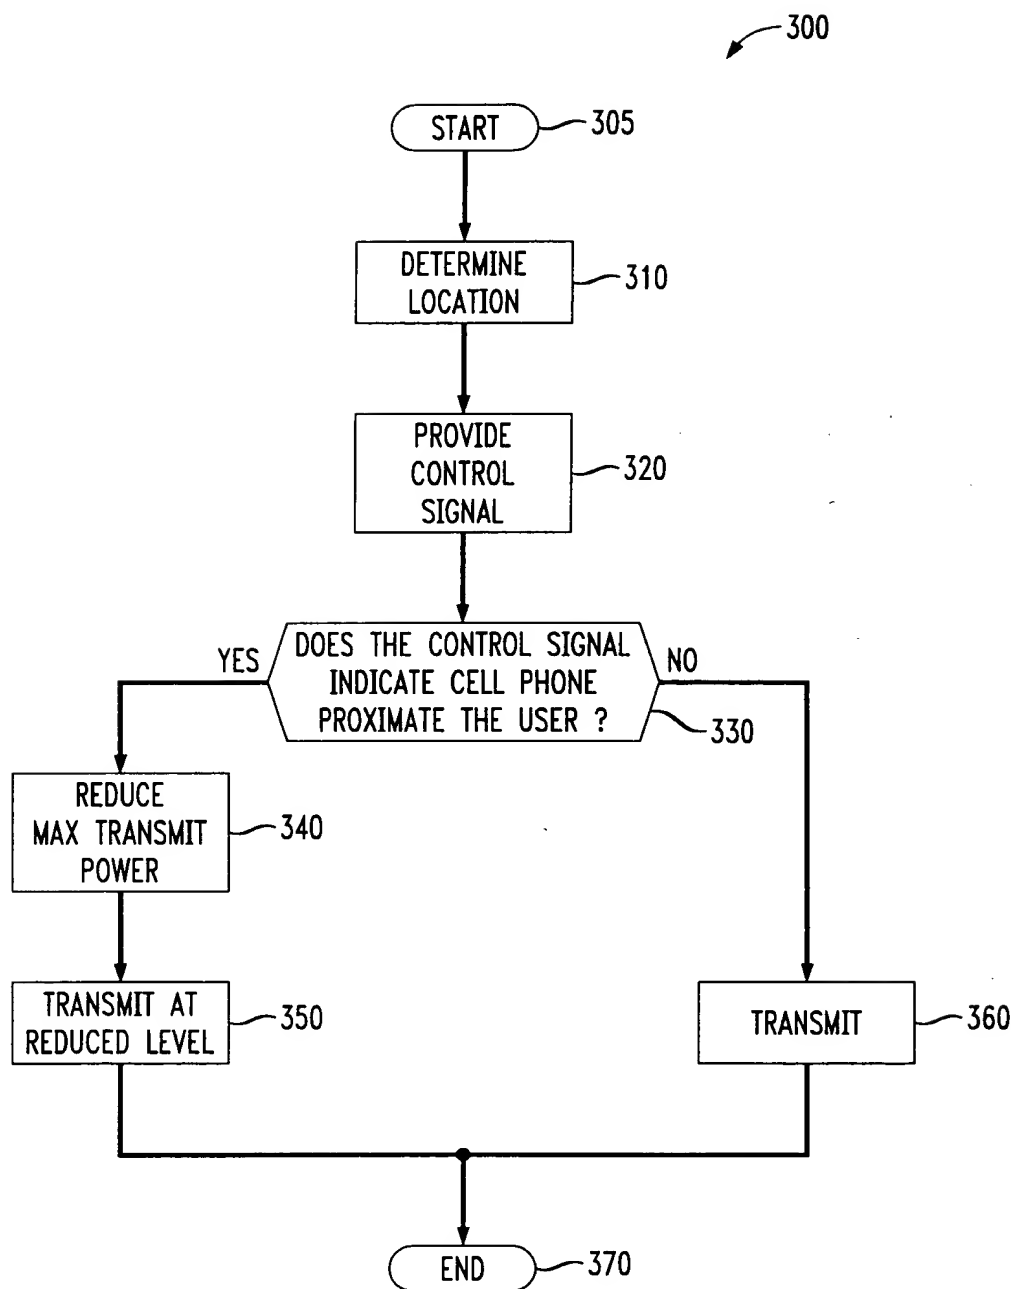 300
START
305
DETERMINE
LOCATION
310
PROVIDE
CONTROL
SIGNAL
320
DOES THE CONTROL SIGNAL
INDICATE CELL PHONE
PROXIMATE THE USER ?
330
YES
NO
REDUCE
MAX TRANSMIT
POWER
340
TRANSMIT AT
REDUCED LEVEL
350
TRANSMIT
360
END
370